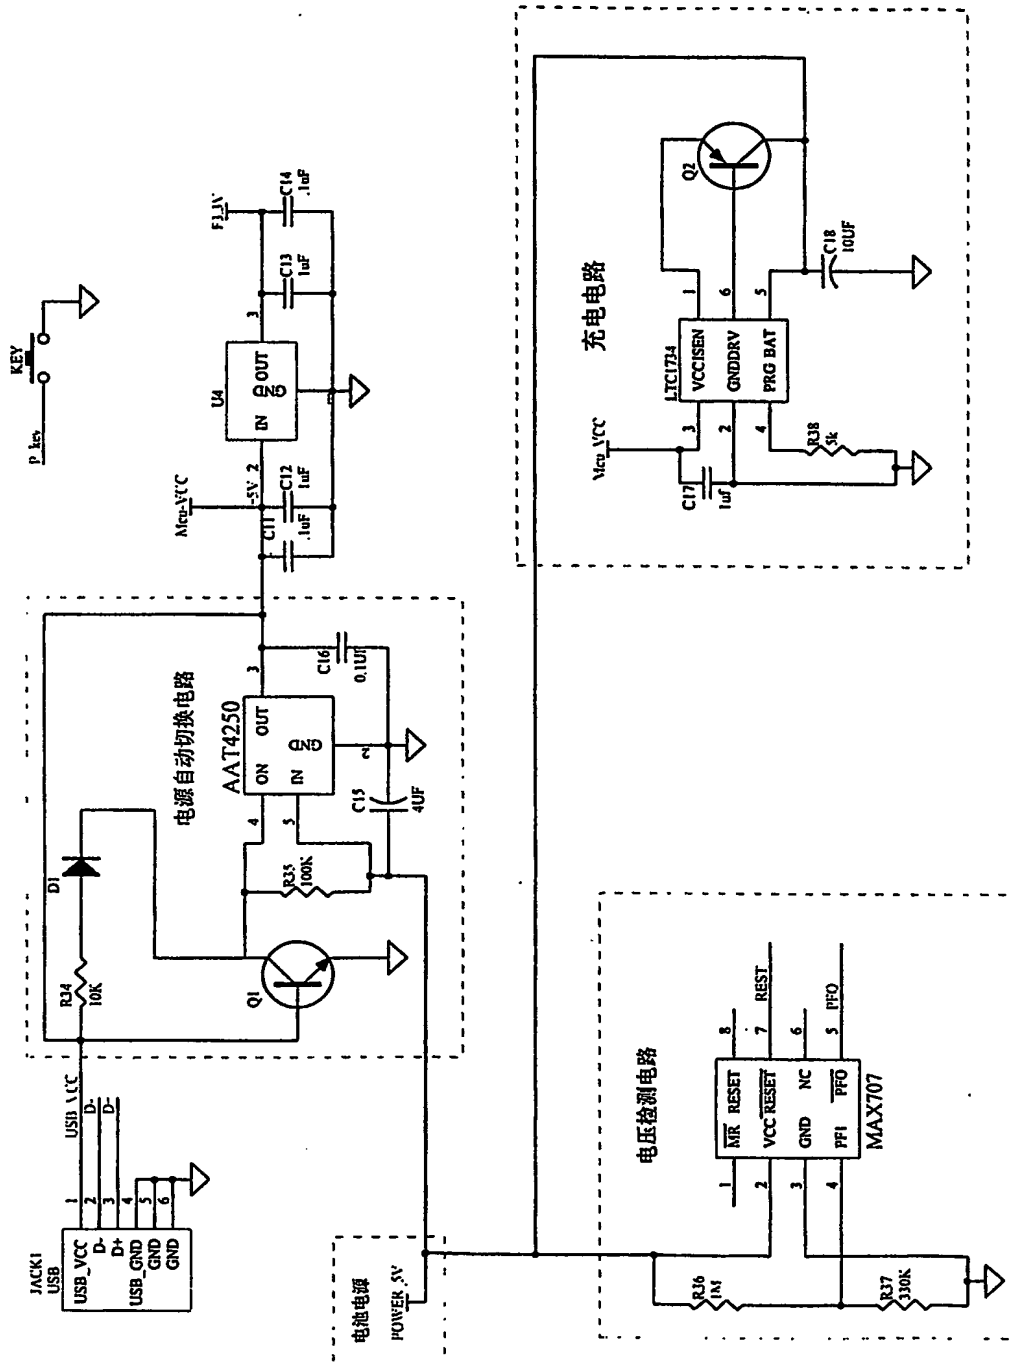 JACK1
USB
USB_VCC
D-
D+
USB_GND
GND
GND
1
2
3
4
5
6
USB_VCC
D-
D-
R34
10K
D1
Q1
电源自动切换电路
AAT4250
ON
OUT
IN
GND
4
5
3
2
R35
100K
C15
4UF
C16
0.1UF
Mcu-VCC
-5V
2
C11
.1uF
C12
1uF
U4
IN
OUT
GND
3
C13
1uF
C14
.1uF
KEY
P_key
电池电源
POWER_5V
充电电路
LTC1734
VCC
ISEN
GND
DRV
PRG
BAT
3
2
4
1
6
5
Mcu_VCC
C17
1uf
R38
5k
Q2
C18
10UF
电压检测电路
MAX707
MR
RESET
VCC
RESET
GND
NC
PFI
PFO
1
2
3
4
8
7
6
5
REST
PFO
R36
1M
R37
330K